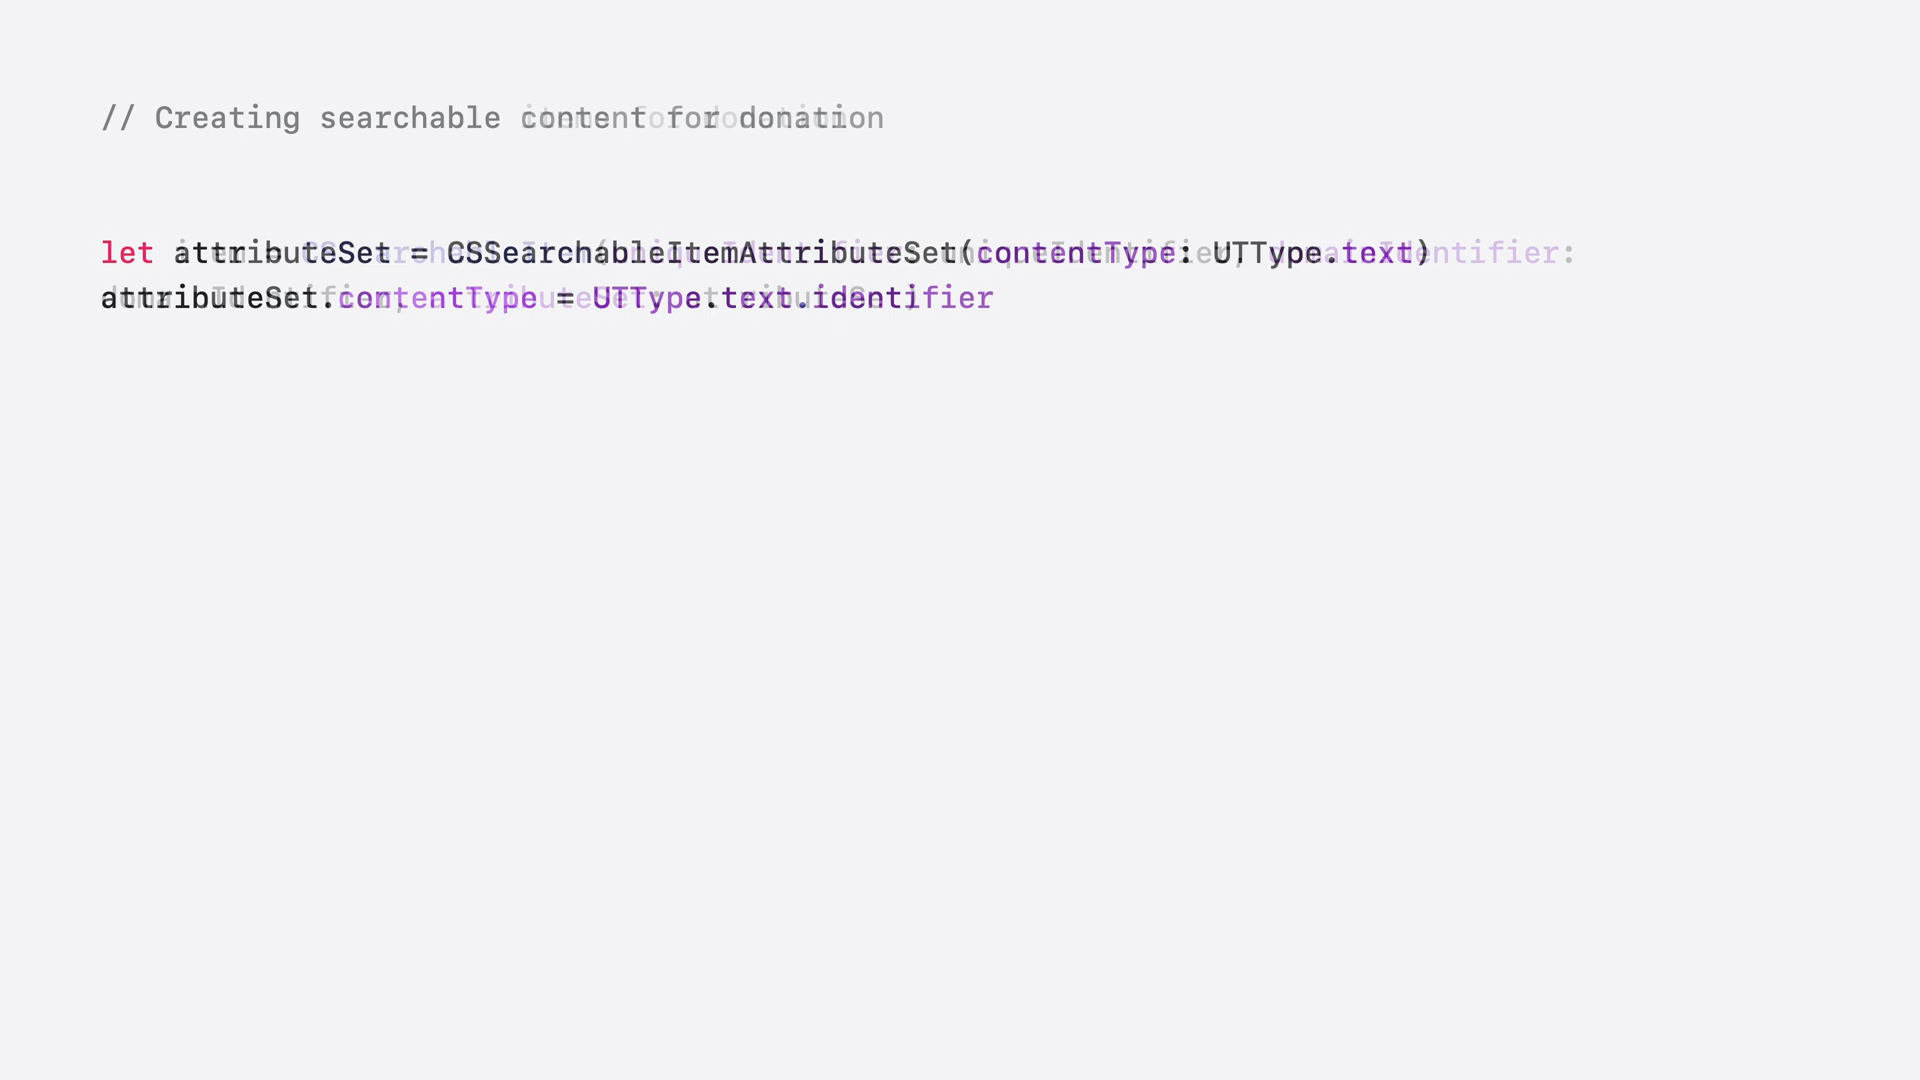 // Creating searchable content for donation
let attributeSet = CSSearchableItemAttributeSet(contentType: UTType.text)
attributeSet.contentType = UTType.text.identifier